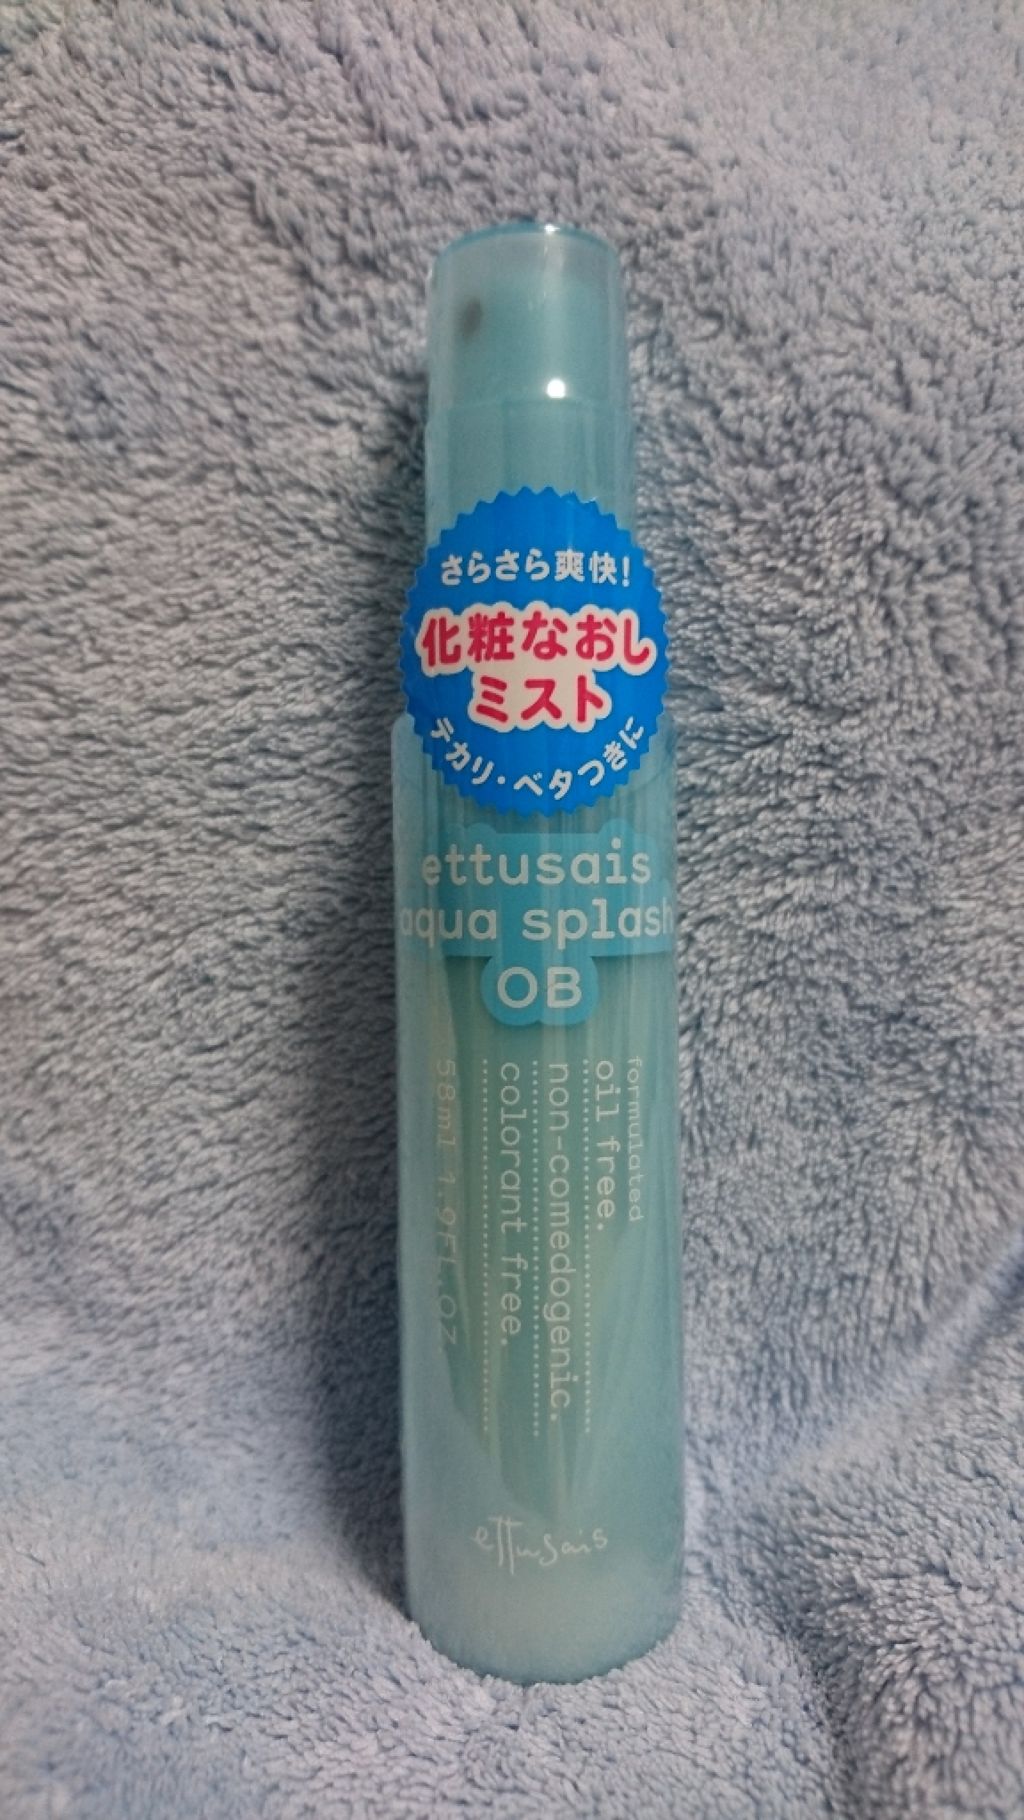 さらさら爽快!
化粧なおし
ミスト
テカリ・ベタつきに
ettusais
aqua splash
OB
formulated
oil free.
non-comedogenic.
colorant free.
58ml 1.9FL.OZ.
ettusais